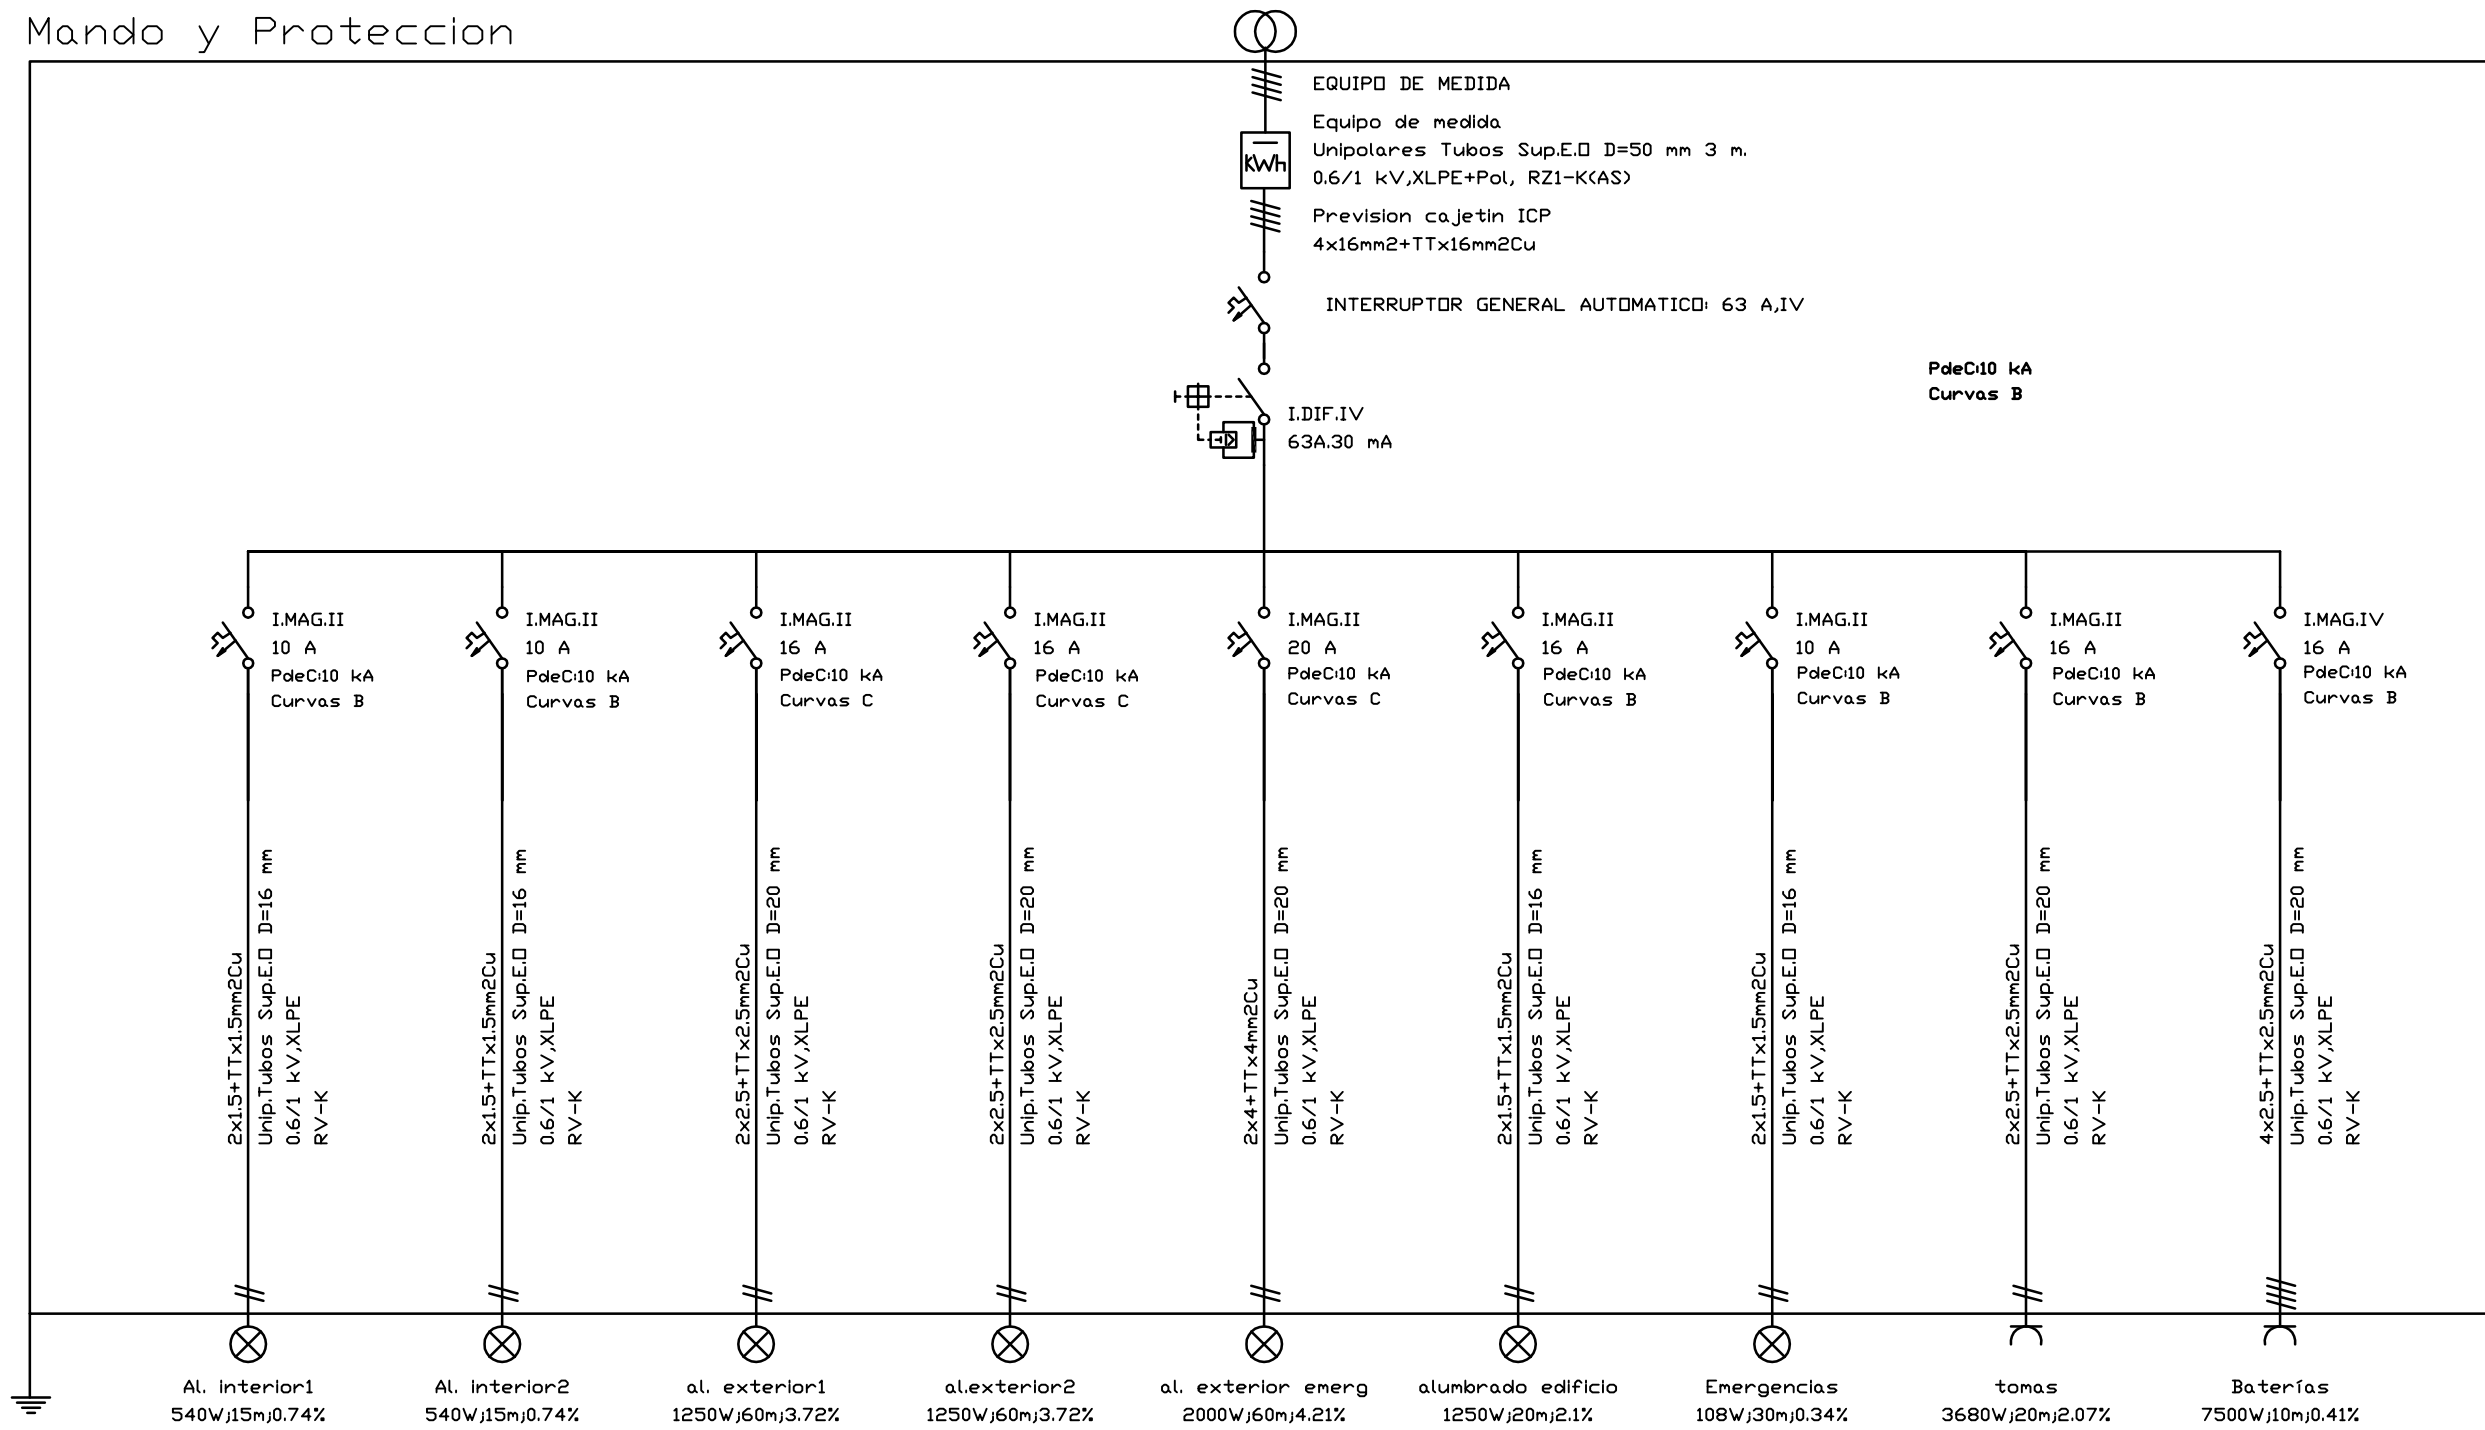 Mando y Proteccion
EQUIPO DE MEDIDA
Equipo de medida
kWh
Unipolares Tubos Sup.E.O D=50 mm 3 m.
0.6/1 kV,XLPE+Pol, RZ1-K(AS)
Prevision cajetin ICP
4x16mm2+TTx16mm2Cu
INTERRUPTOR GENERAL AUTOMATICO: 63 A,IV
PdeC:10 kA
Curvas B
I.DIF.IV
63A.30 mA
I.MAG.II
10 A
PdeC:10 kA
Curvas B
I.MAG.II
10 A
PdeC:10 kA
Curvas B
I.MAG.II
16 A
PdeC:10 kA
Curvas C
I.MAG.II
16 A
PdeC:10 kA
Curvas C
I.MAG.II
20 A
PdeC:10 kA
Curvas C
I.MAG.II
16 A
PdeC:10 kA
Curvas B
I.MAG.II
10 A
PdeC:10 kA
Curvas B
I.MAG.II
16 A
PdeC:10 kA
Curvas B
I.MAG.IV
16 A
PdeC:10 kA
Curvas B
2x1.5+TTx1.5mm2Cu
Unip.Tubos Sup.E.O D=16 mm
0.6/1 kV,XLPE
RV-K
2x1.5+TTx1.5mm2Cu
Unip.Tubos Sup.E.O D=16 mm
0.6/1 kV,XLPE
RV-K
2x2.5+TTx2.5mm2Cu
Unip.Tubos Sup.E.O D=20 mm
0.6/1 kV,XLPE
RV-K
2x2.5+TTx2.5mm2Cu
Unip.Tubos Sup.E.O D=20 mm
0.6/1 kV,XLPE
RV-K
2x4+TTx4mm2Cu
Unip.Tubos Sup.E.O D=20 mm
0.6/1 kV,XLPE
RV-K
2x1.5+TTx1.5mm2Cu
Unip.Tubos Sup.E.O D=16 mm
0.6/1 kV,XLPE
RV-K
2x1.5+TTx1.5mm2Cu
Unip.Tubos Sup.E.O D=16 mm
0.6/1 kV,XLPE
RV-K
2x2.5+TTx2.5mm2Cu
Unip.Tubos Sup.E.O D=20 mm
0.6/1 kV,XLPE
RV-K
4x2.5+TTx2.5mm2Cu
Unip.Tubos Sup.E.O D=20 mm
0.6/1 kV,XLPE
RV-K
Al. interior1
540W;15m;0.74%
Al. interior2
540W;15m;0.74%
al. exterior1
1250W;60m;3.72%
al.exterior2
1250W;60m;3.72%
al. exterior emerg
2000W;60m;4.21%
alumbrado edificio
1250W;20m;2.1%
Emergencias
108W;30m;0.34%
tomas
3680W;20m;2.07%
Baterías
7500W;10m;0.41%